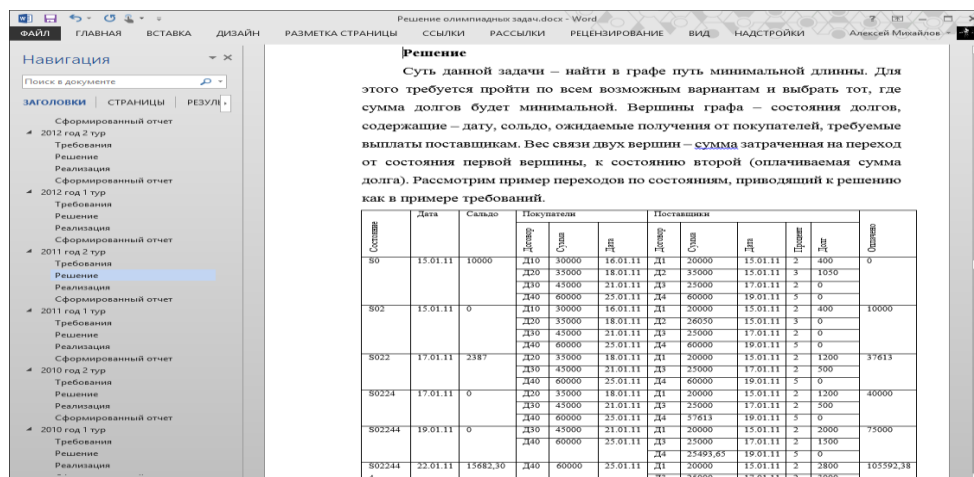 Решение олимпиадных задач.docx - Word
ФАЙЛ ГЛАВНАЯ ВСТАВКА ДИЗАЙН РАЗМЕТКА СТРАНИЦЫ ССЫЛКИ РАССЫЛКИ РЕЦЕНЗИРОВАНИЕ ВИД НАДСТРОЙКИ Алексей Михайлов
Навигация
Поиск в документе
ЗАГОЛОВКИ СТРАНИЦЫ РЕЗУЛ
Сформированный отчет
2012 год 2 тур
Требования
Решение
Реализация
Сформированный отчет
2012 год 1 тур
Требования
Решение
Реализация
Сформированный отчет
2011 год 2 тур
Требования
Решение
Реализация
Сформированный отчет
2011 год 1 тур
Требования
Решение
Реализация
Сформированный отчет
2010 год 2 тур
Требования
Решение
Реализация
Сформированный отчет
2010 год 1 тур
Требования
Решение
Реализация
Решение
Суть данной задачи – найти в графе путь минимальной длинны. Для
этого требуется пройти по всем возможным вариантам и выбрать тот, где
сумма долгов будет минимальной. Вершины графа – состояния долгов,
содержащие – дату, сольдо, ожидаемые получения от покупателей, требуемые
выплаты поставщикам. Вес связи двух вершин – сумма затраченная на переход
от состояния первой вершины, к состоянию второй (оплачиваемая сумма
долга). Рассмотрим пример переходов по состояниям, приводящий к решению
как в примере требований.
Состояние Дата Сальдо Покупатели Поставщики Оплачено
Договор Сумма Дата Договор Сумма Дата Процент Долг
S0 15.01.11 10000 Д10 30000 16.01.11 Д1 20000 15.01.11 2 400 0
Д20 35000 18.01.11 Д2 35000 15.01.11 3 1050
Д30 45000 21.01.11 Д3 25000 17.01.11 2 0
Д40 60000 25.01.11 Д4 60000 19.01.11 5 0
S02 15.01.11 0 Д10 30000 16.01.11 Д1 20000 15.01.11 2 400 10000
Д20 35000 18.01.11 Д2 26050 15.01.11 3 0
Д30 45000 21.01.11 Д3 25000 17.01.11 2 0
Д40 60000 25.01.11 Д4 60000 19.01.11 5 0
S022 17.01.11 2387 Д20 35000 18.01.11 Д1 20000 15.01.11 2 1200 37613
Д30 45000 21.01.11 Д3 25000 17.01.11 2 500
Д40 60000 25.01.11 Д4 60000 19.01.11 5 0
S0224 17.01.11 0 Д20 35000 18.01.11 Д1 20000 15.01.11 2 1200 40000
Д30 45000 21.01.11 Д3 25000 17.01.11 2 500
Д40 60000 25.01.11 Д4 57613 19.01.11 5 0
S02244 19.01.11 0 Д30 45000 21.01.11 Д1 20000 15.01.11 2 2000 75000
Д40 60000 25.01.11 Д3 25000 17.01.11 2 1500
Д4 25493,65 19.01.11 5 0
S02244 22.01.11 15682,30 Д40 60000 25.01.11 Д1 20000 15.01.11 2 2800 105592,38